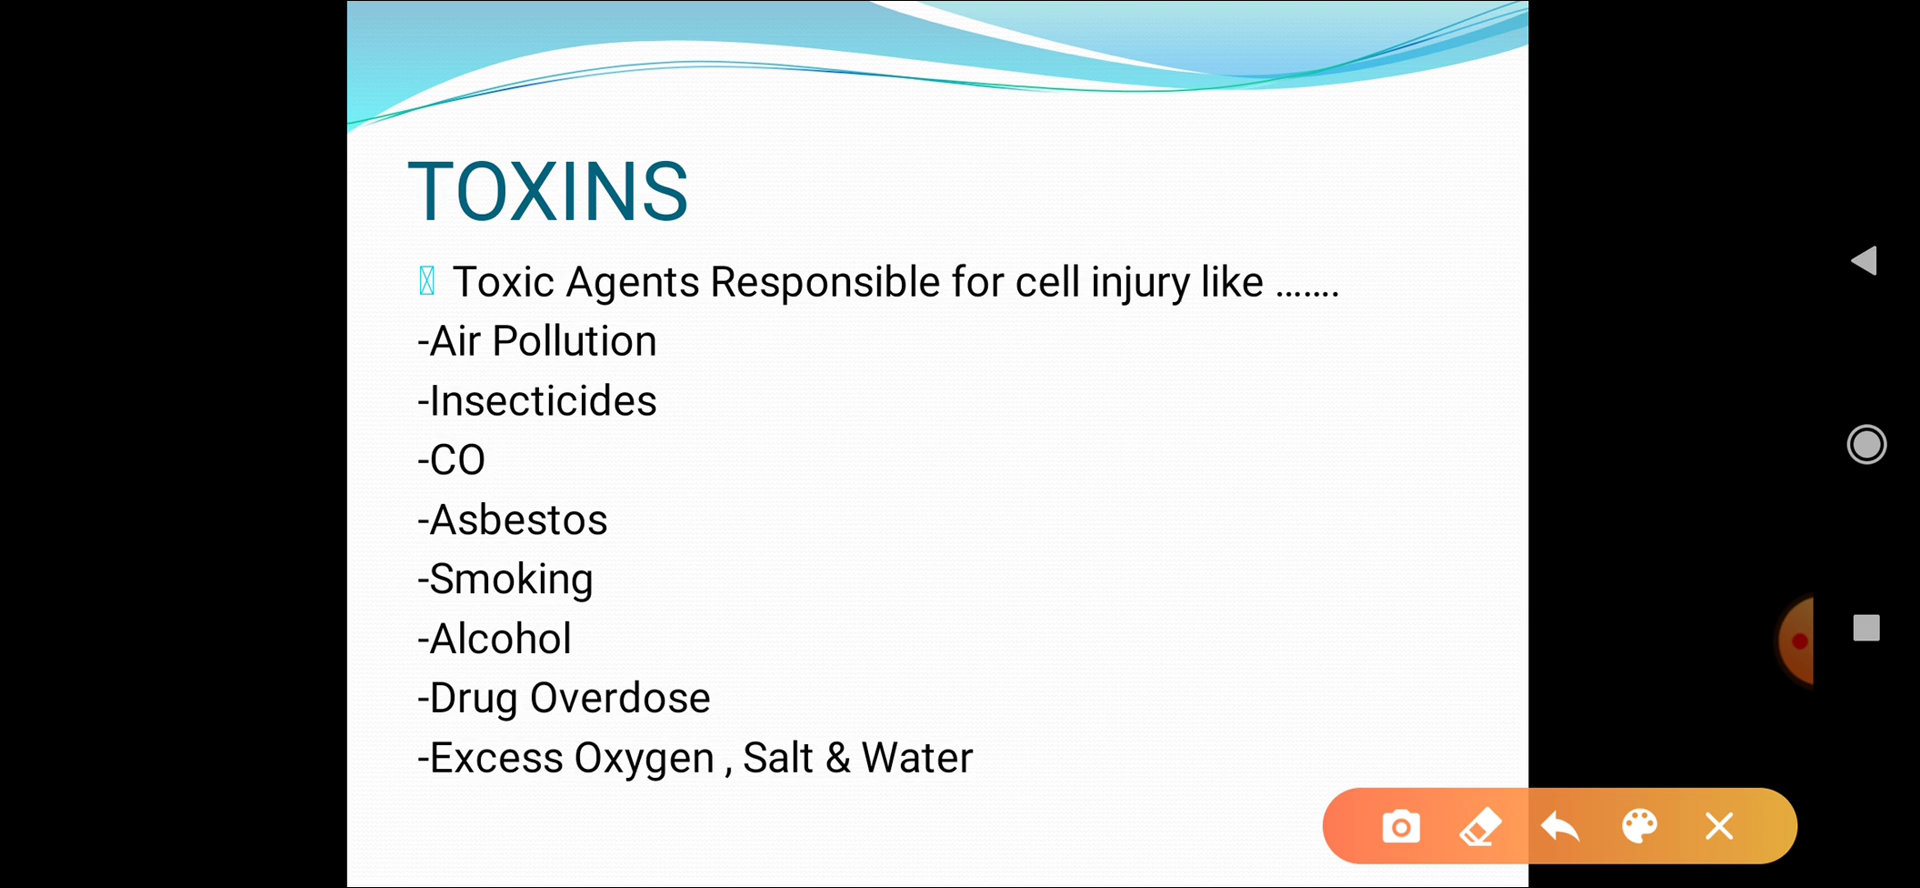 TOXINS
Toxic Agents Responsible for cell injury like .......
-Air Pollution
-Insecticides
-CO
-Asbestos
-Smoking
-Alcohol
-Drug Overdose
-Excess Oxygen , Salt & Water